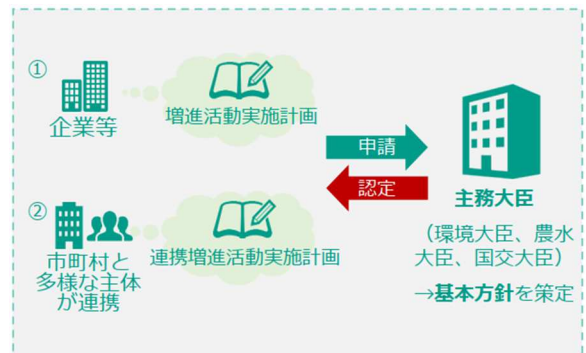 ①
企業等
増進活動実施計画
②
市町村と
多様な主体
が連携
連携増進活動実施計画
申請
認定
主務大臣
（環境大臣、農水
大臣、国交大臣）
→基本方針を策定